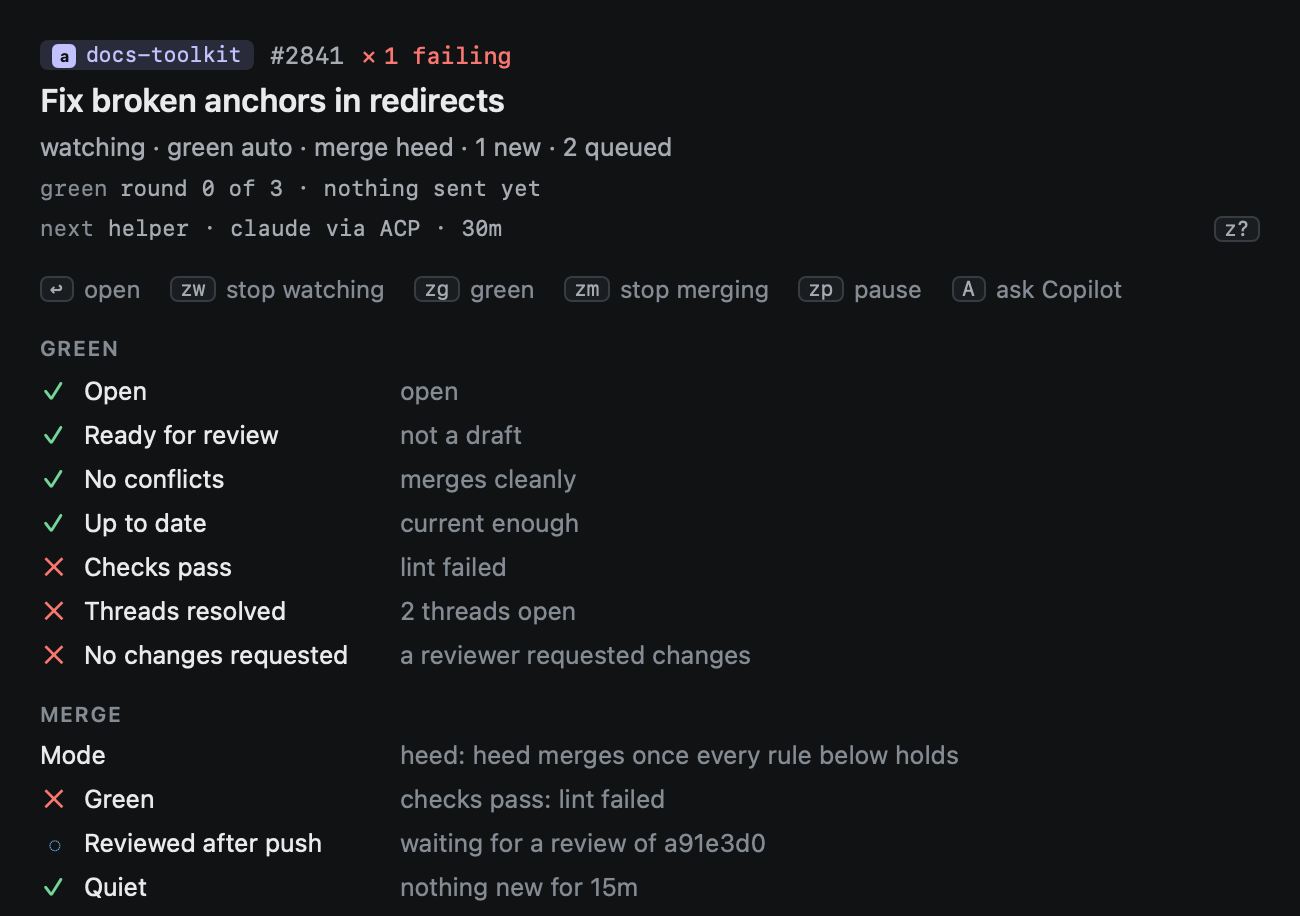 a docs-toolkit #2841 × 1 failing
Fix broken anchors in redirects
watching · green auto · merge heed · 1 new · 2 queued
green round 0 of 3 · nothing sent yet
next helper · claude via ACP · 30m z?
↩ open zw stop watching zg green zm stop merging zp pause A ask Copilot
GREEN
✓ Open open
✓ Ready for review not a draft
✓ No conflicts merges cleanly
✓ Up to date current enough
✕ Checks pass lint failed
✕ Threads resolved 2 threads open
✕ No changes requested a reviewer requested changes
MERGE
Mode heed: heed merges once every rule below holds
✕ Green checks pass: lint failed
◌ Reviewed after push waiting for a review of a91e3d0
✓ Quiet nothing new for 15m